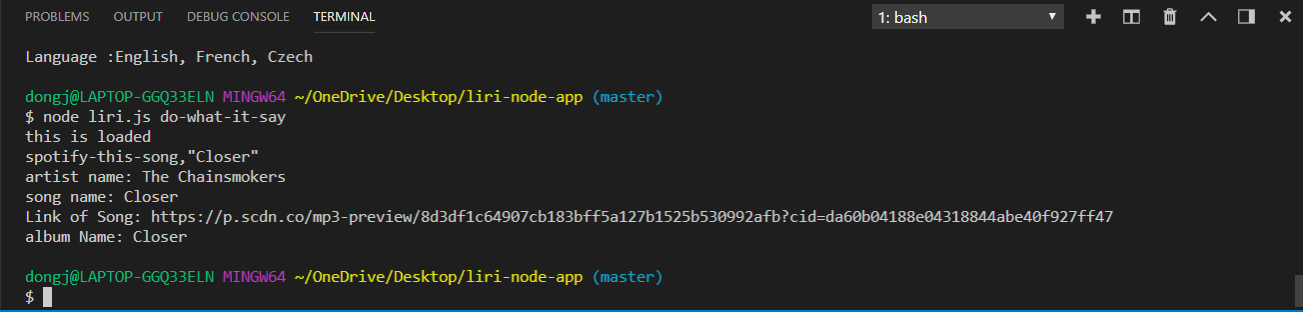 PROBLEMS OUTPUT DEBUG CONSOLE TERMINAL 1: bash
Language :English, French, Czech
dongj@LAPTOP-GGQ33ELN MINGW64 ~/OneDrive/Desktop/liri-node-app (master)
$ node liri.js do-what-it-say
this is loaded
spotify-this-song,"Closer"
artist name: The Chainsmokers
song name: Closer
Link of Song: https://p.scdn.co/mp3-preview/8d3df1c64907cb183bff5a127b1525b530992afb?cid=da60b04188e04318844abe40f927ff47
album Name: Closer
dongj@LAPTOP-GGQ33ELN MINGW64 ~/OneDrive/Desktop/liri-node-app (master)
$